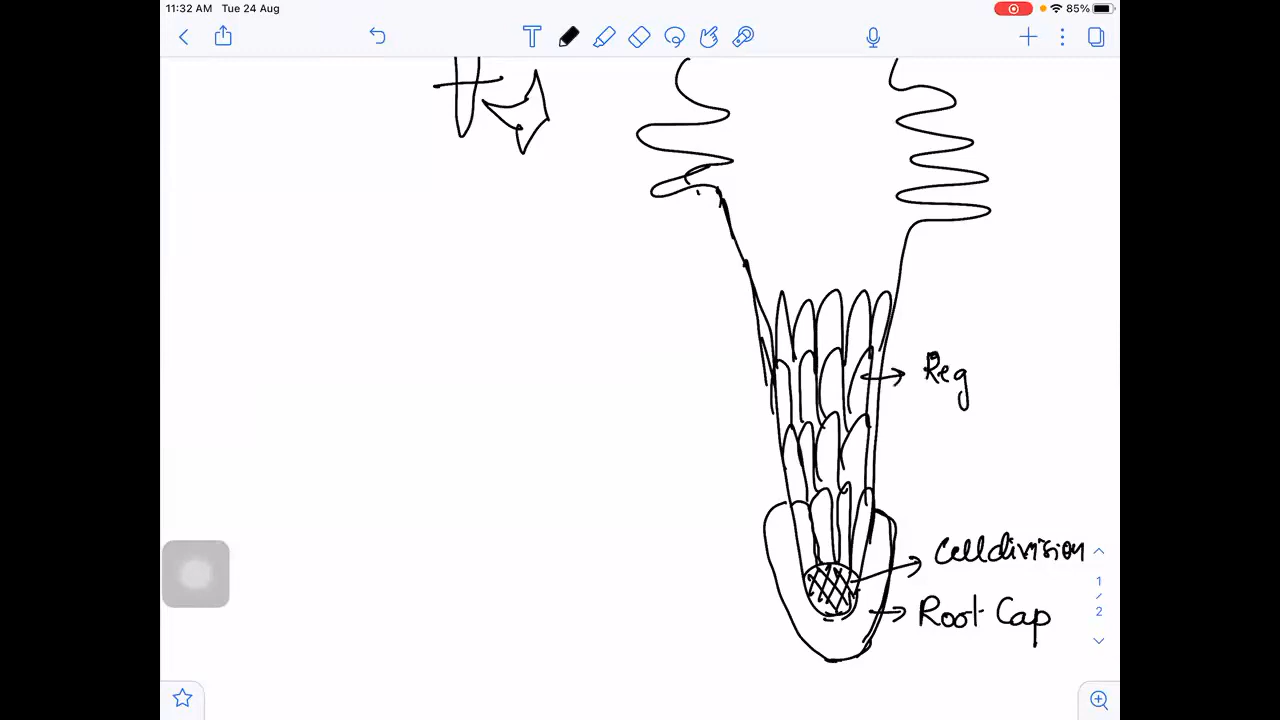 11:32 AM Tue 24 Aug
85%
T
Reg
Celldivision
Root Cap
1
/
2